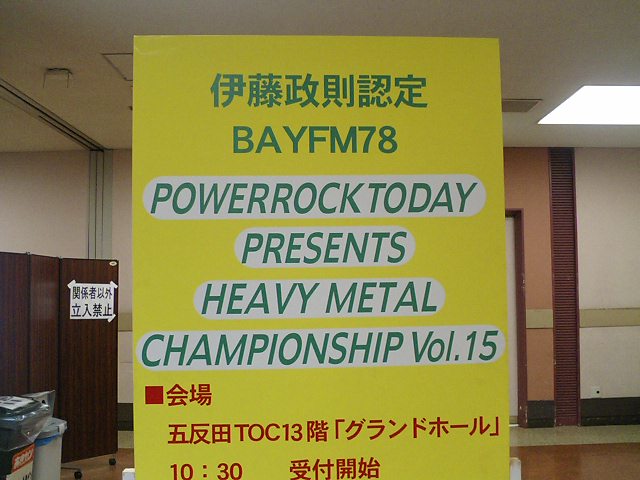 伊藤政則認定
BAYFM78
POWERROCK TODAY
PRESENTS
HEAVY METAL
CHAMPIONSHIP Vol.15
■会場
五反田TOC13階「グランドホール」
10：30 受付開始
関係者以外
立入禁止